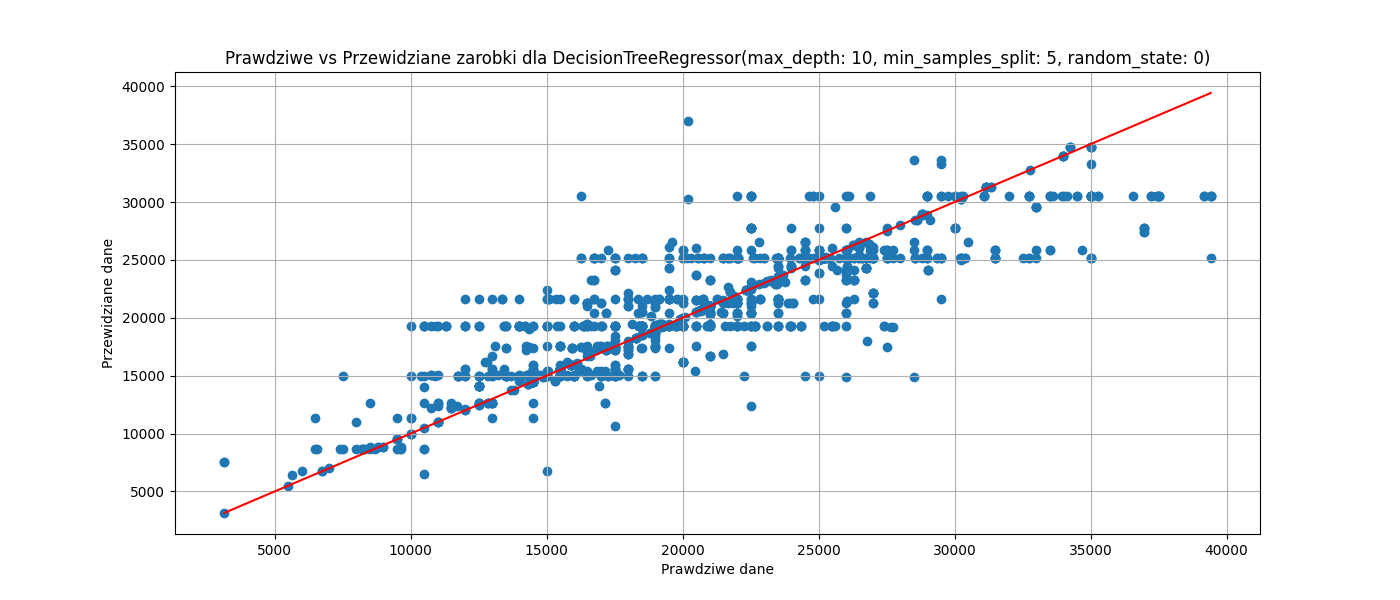 Prawdziwe vs Przewidziane zarobki dla DecisionTreeRegressor(max_depth: 10, min_samples_split: 5, random_state: 0)
Przewidziane dane
40000
35000
30000
25000
20000
15000
10000
5000
5000 10000 15000 20000 25000 30000 35000 40000
Prawdziwe dane